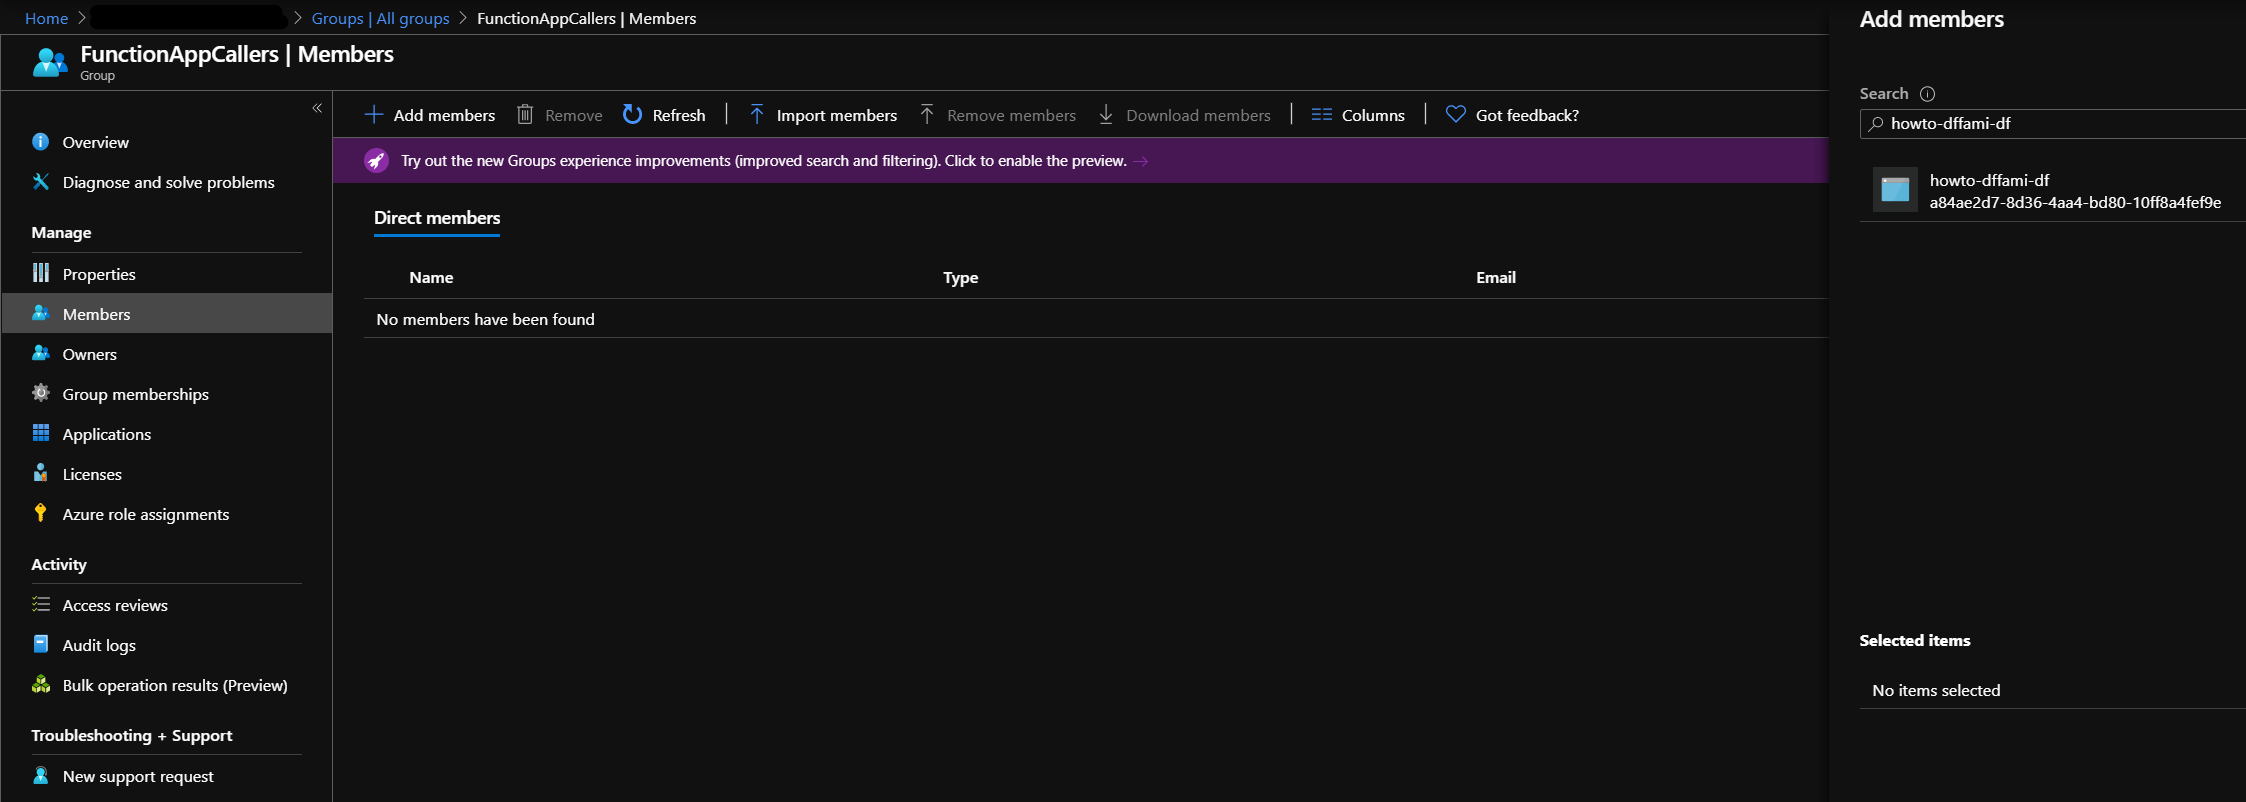 Home > Groups | All groups > FunctionAppCallers | Members
FunctionAppCallers | Members
Group
«
Overview
Diagnose and solve problems
Manage
Properties
Members
Owners
Group memberships
Applications
Licenses
Azure role assignments
Activity
Access reviews
Audit logs
Bulk operation results (Preview)
Troubleshooting + Support
New support request
Add members Remove Refresh Import members Remove members Download members Columns Got feedback?
Try out the new Groups experience improvements (improved search and filtering). Click to enable the preview. →
Direct members
Name Type Email
No members have been found
Add members
Search
howto-dffami-df
howto-dffami-df
a84ae2d7-8d36-4aa4-bd80-10ff8a4fef9e
Selected items
No items selected